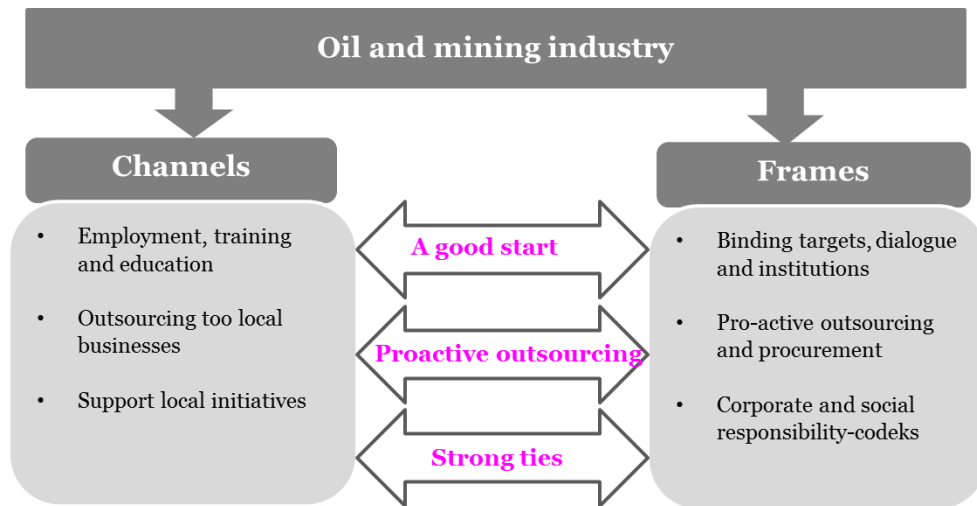 Oil and mining industry
Channels
• Employment, training
and education
• Outsourcing too local
businesses
• Support local initiatives
A good start
Proactive outsourcing
Strong ties
Frames
• Binding targets, dialogue
and institutions
• Pro-active outsourcing
and procurement
• Corporate and social
responsibility-codeks